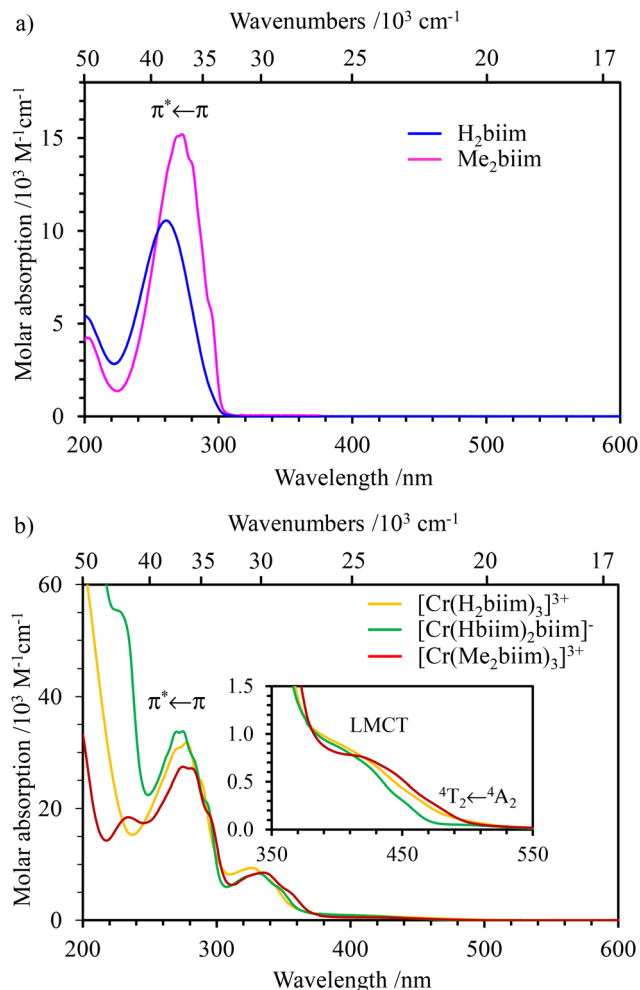 a)
Wavenumbers /10³ cm⁻¹
50 40 35 30 25 20 17
π*←π
H₂biim
Me₂biim
Molar absorption /10³ M⁻¹cm⁻¹
15
10
5
0
200 300 400 500 600
Wavelength /nm
b)
Wavenumbers /10³ cm⁻¹
50 40 35 30 25 20 17
[Cr(H₂biim)₃]³⁺
[Cr(Hbiim)₂biim]⁻
[Cr(Me₂biim)₃]³⁺
π*←π
Molar absorption /10³ M⁻¹cm⁻¹
60
40
20
0
1.5
1.0
0.5
0.0
LMCT
⁴T₂←⁴A₂
350 450 550
200 300 400 500 600
Wavelength /nm